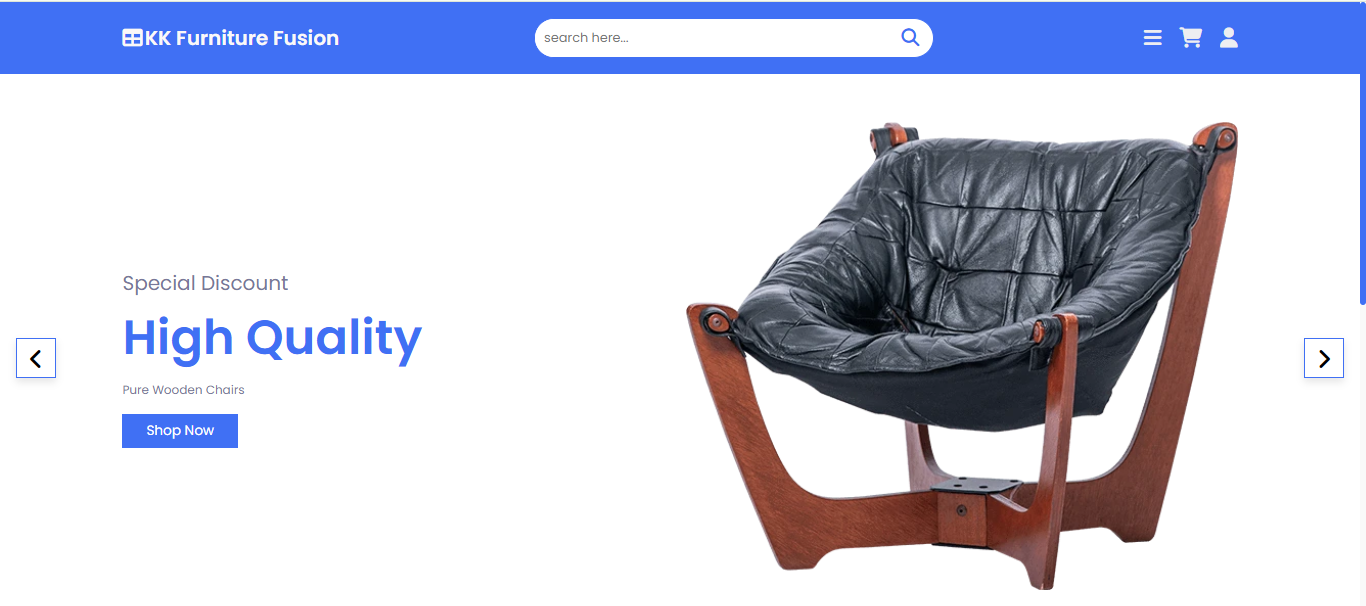 KK Furniture Fusion
search here...
Special Discount
High Quality
Pure Wooden Chairs
Shop Now